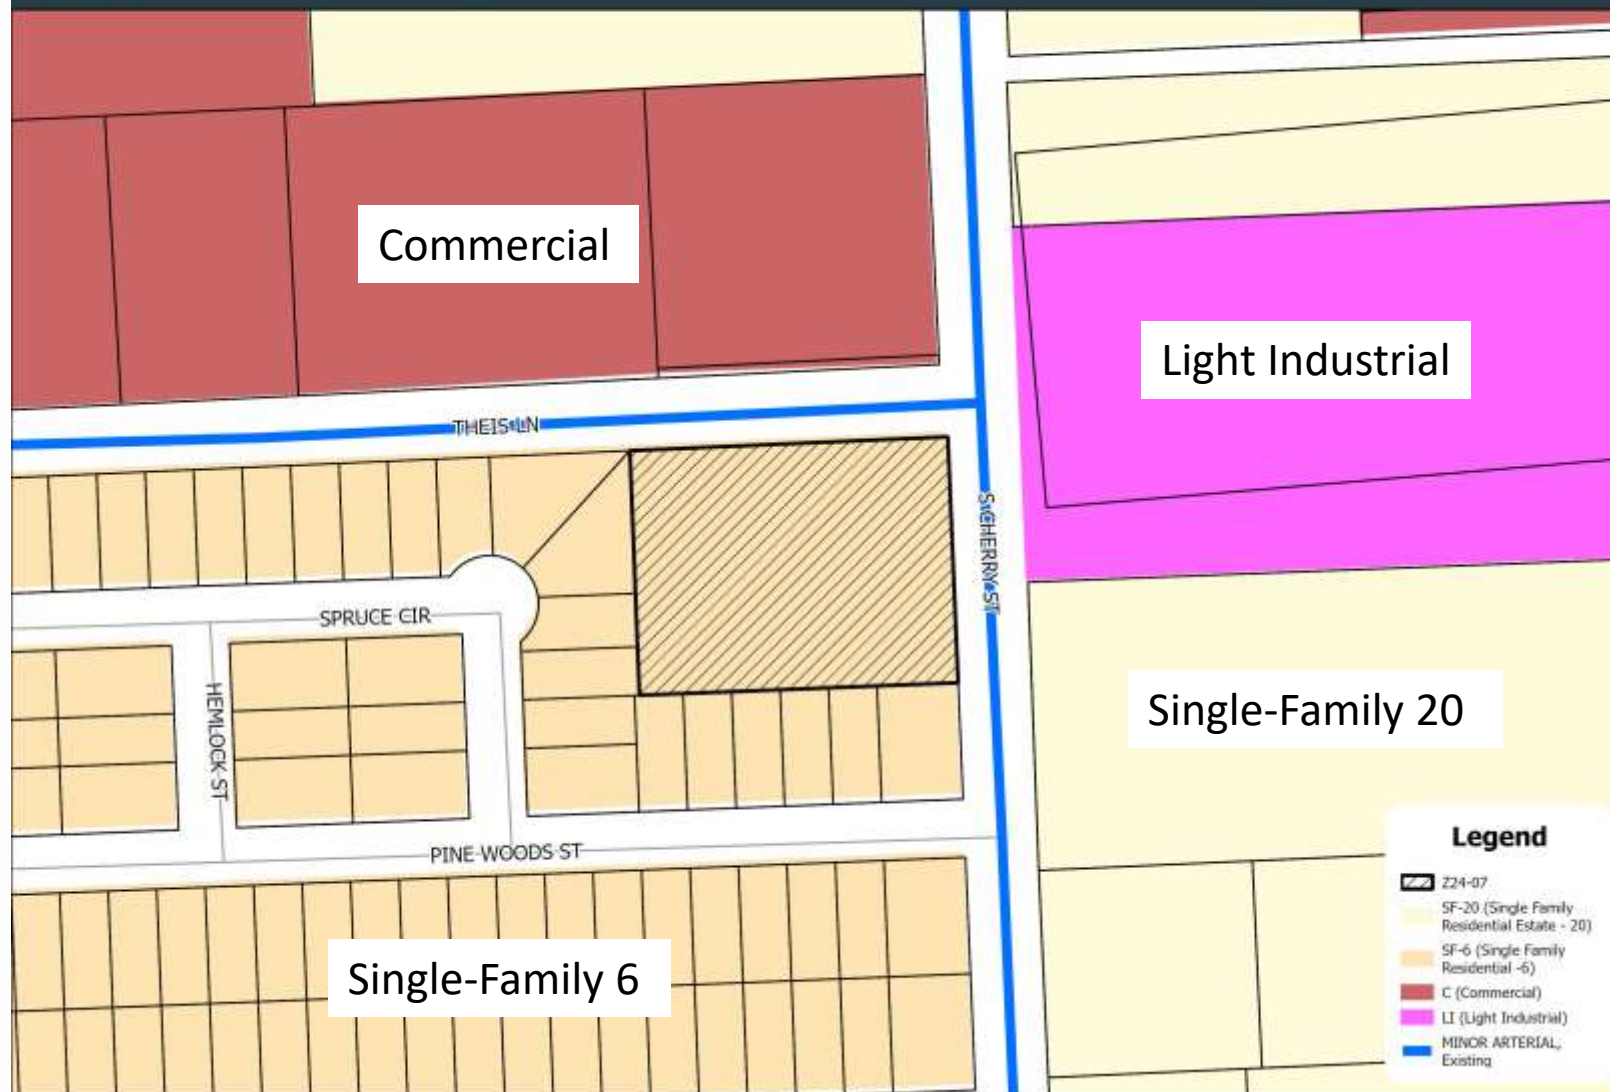 Commercial
Light Industrial
THEIS LN
S CHERRY ST
SPRUCE CIR
HEMLOCK ST
Single-Family 20
PINE WOODS ST
Single-Family 6
Legend
Z24-07
SF-20 (Single Family
Residential Estate - 20)
SF-6 (Single Family
Residential -6)
C (Commercial)
LI (Light Industrial)
MINOR ARTERIAL,
Existing